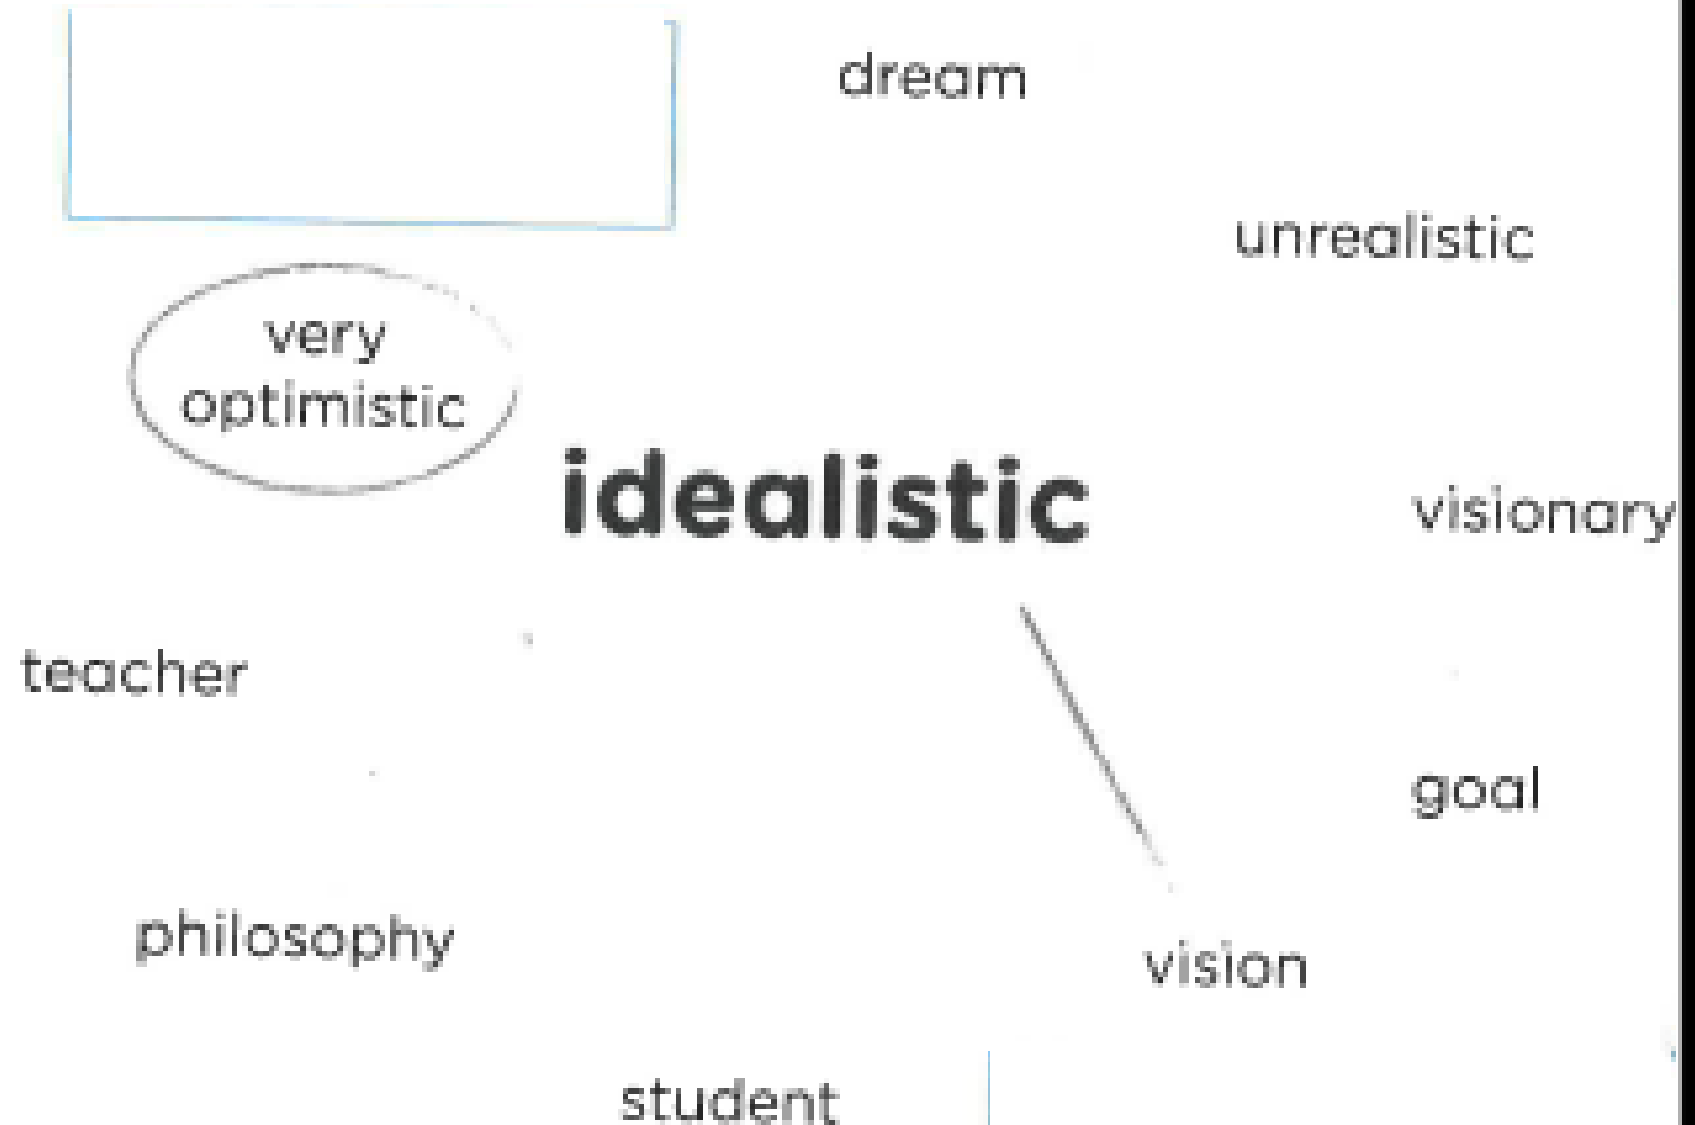 dream
unrealistic
very
optimistic
idealistic
visionary
teacher
goal
philosophy
vision
student